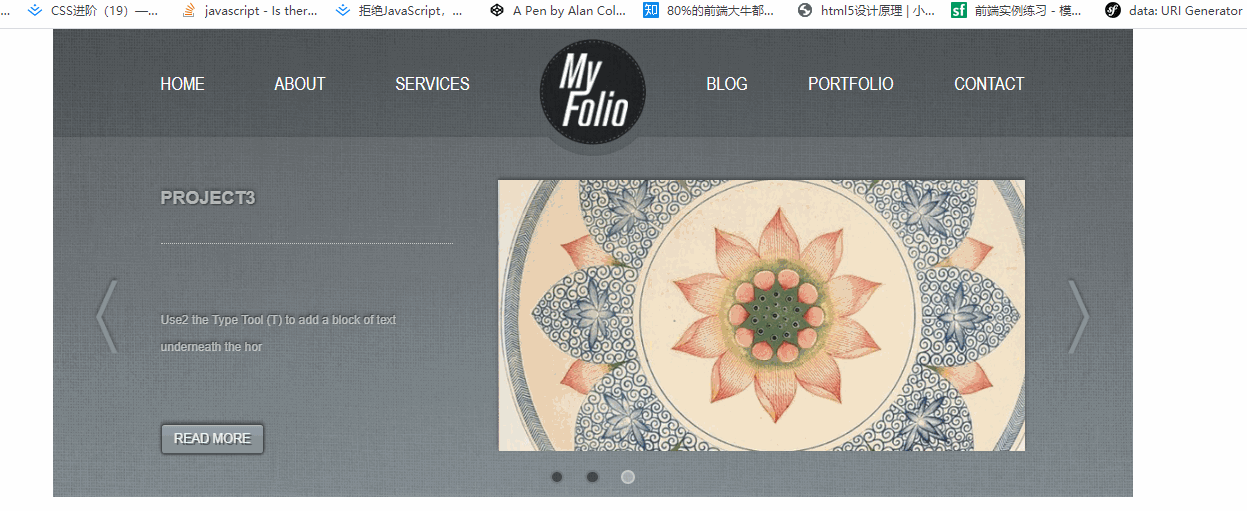 ...
CSS进阶（19）—...
javascript - Is ther...
拒绝JavaScript，...
A Pen by Alan Col...
知
80%的前端大牛都...
html5设计原理 | 小...
sf
前端实例练习 - 模...
sf
data: URI Generator
HOME
ABOUT
SERVICES
My
Folio
BLOG
PORTFOLIO
CONTACT
PROJECT3
Use2 the Type Tool (T) to add a block of text
underneath the hor
READ MORE